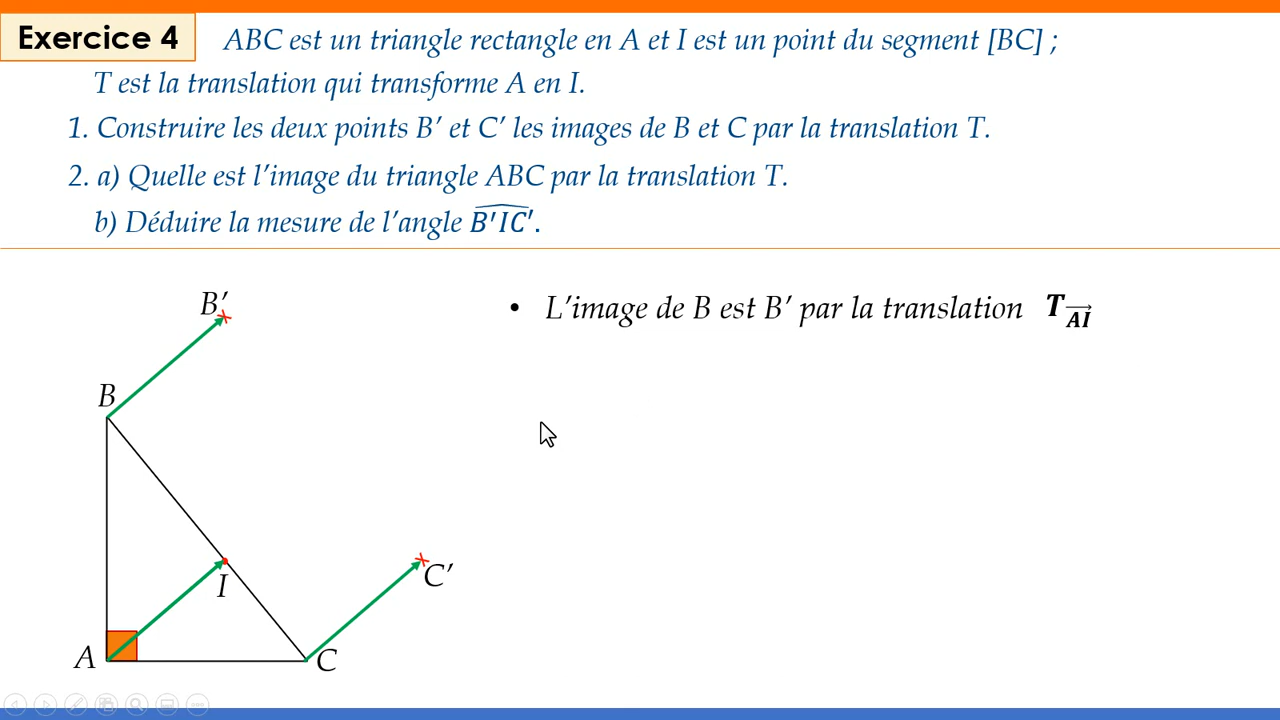 Exercice 4
ABC est un triangle rectangle en A et I est un point du segment [BC] ;
T est la translation qui transforme A en I.
1. Construire les deux points B’ et C’ les images de B et C par la translation T.
2. a) Quelle est l’image du triangle ABC par la translation T.
b) Déduire la mesure de l’angle B′IC′.
B’
• L’image de B est B’ par la translation T AI
B
C’
I
A
C